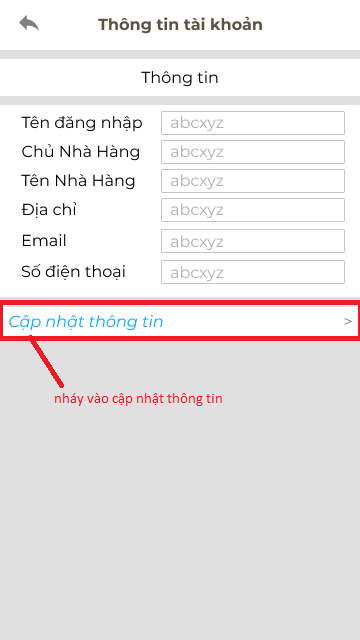 Thông tin tài khoản
Thông tin
Tên đăng nhập abcxyz
Chủ Nhà Hàng abcxyz
Tên Nhà Hàng abcxyz
Địa chỉ abcxyz
Email abcxyz
Số điện thoại abcxyz
Cập nhật thông tin >
nháy vào cập nhật thông tin